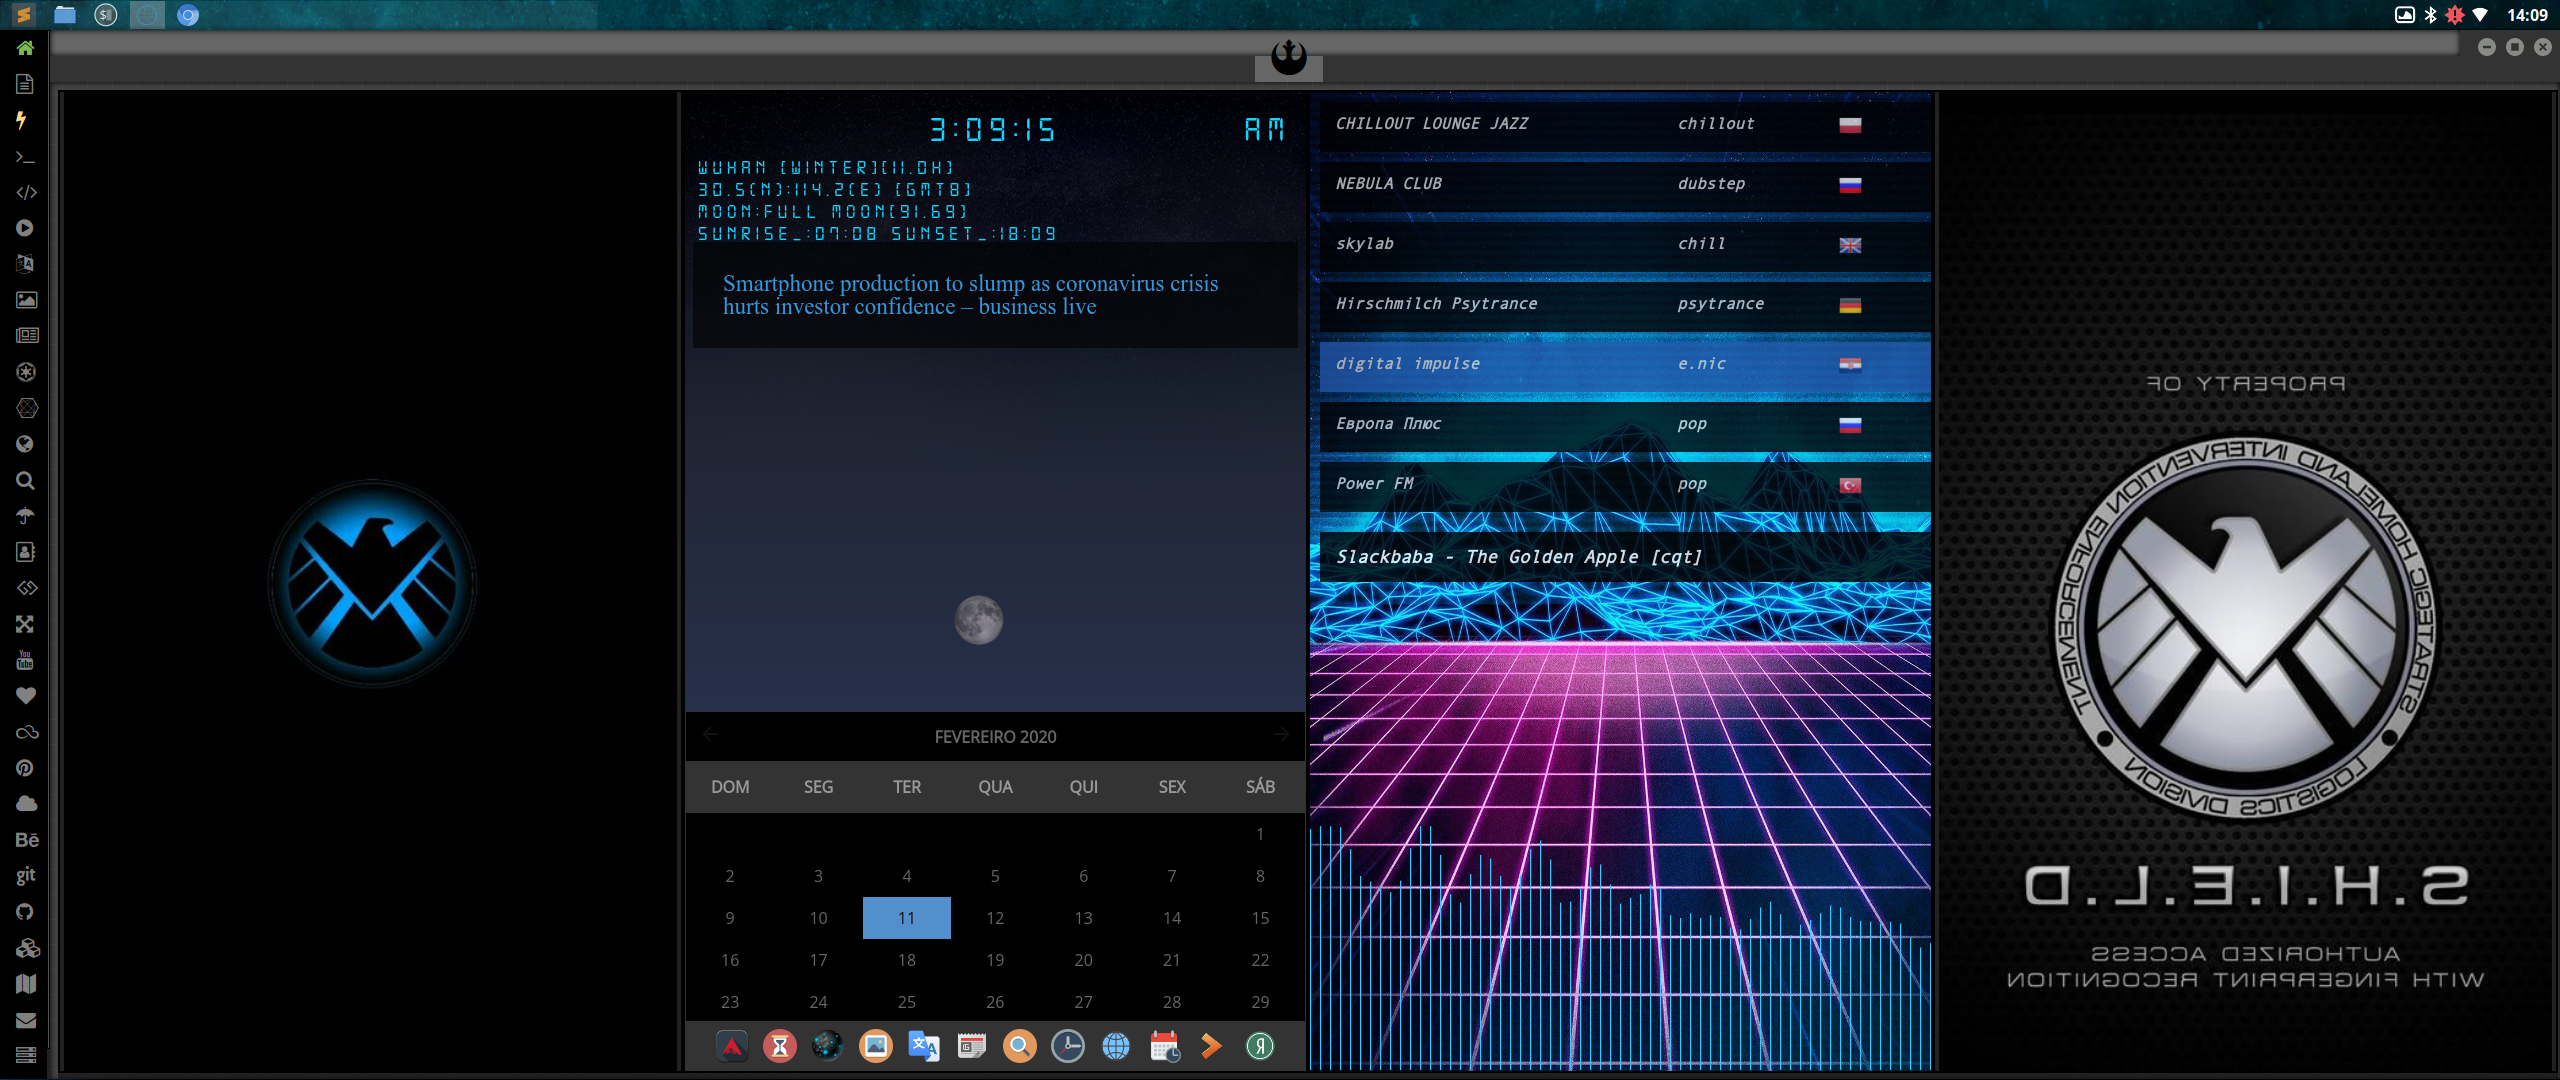 14:09
3:09:15 AM
WUHAN [WINTER][11.0H]
30.5(N):114.2(E) [GMT8]
MOON:FULL MOON(91.69)
SUNRISE_:07:08 SUNSET_:18:09
Smartphone production to slump as coronavirus crisis
hurts investor confidence – business live
FEVEREIRO 2020
DOM SEG TER QUA QUI SEX SÁB
1
2 3 4 5 6 7 8
9 10 11 12 13 14 15
16 17 18 19 20 21 22
23 24 25 26 27 28 29
CHILLOUT LOUNGE JAZZ chillout
NEBULA CLUB dubstep
skylab chill
Hirschmilch Psytrance psytrance
digital impulse e.nic
Европа Плюс pop
Power FM pop
Slackbaba - The Golden Apple [cqt]
PROPERTY OF
STRATEGIC HOMELAND INTERVENTION ENFORCEMENT
LOGISTICS DIVISION
S.H.I.E.L.D
AUTHORIZED ACCESS
WITH FINGERPRINT RECOGNITION
You
Tube
Bē
git